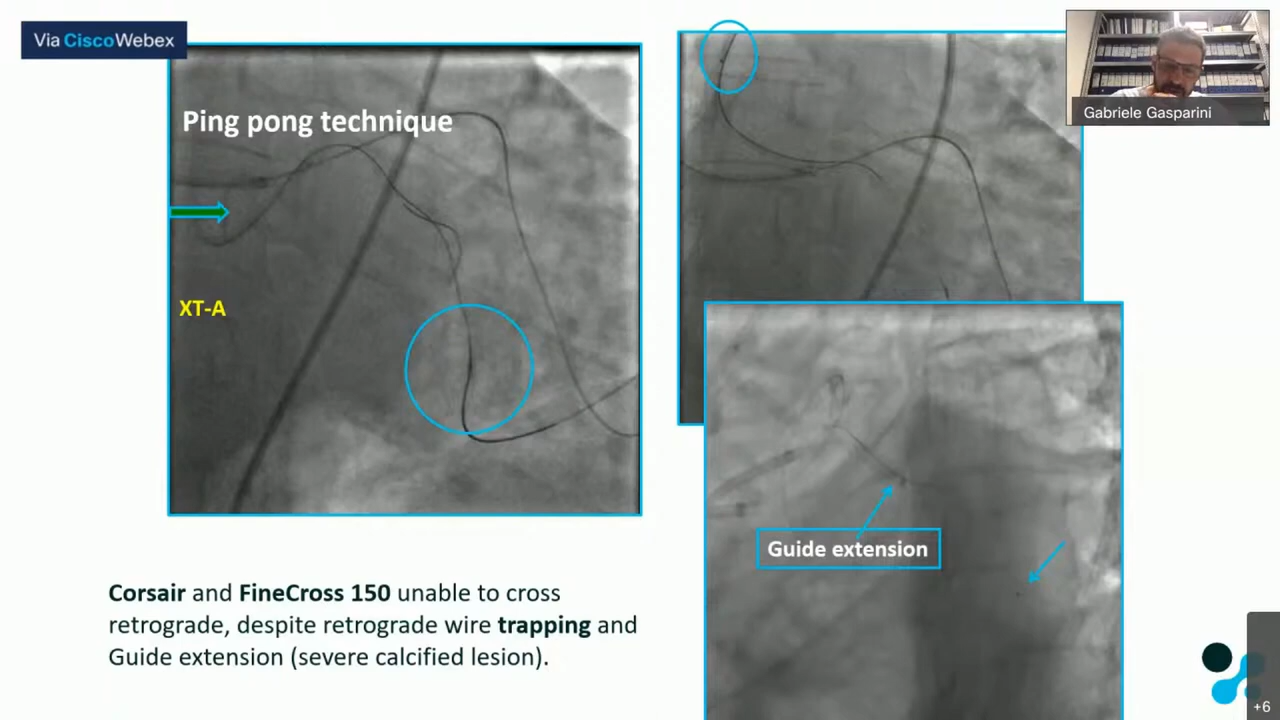 Via CiscoWebex
Ping pong technique
XT-A
Gabriele Gasparini
Guide extension
Corsair and FineCross 150 unable to cross
retrograde, despite retrograde wire trapping and
Guide extension (severe calcified lesion).
+6